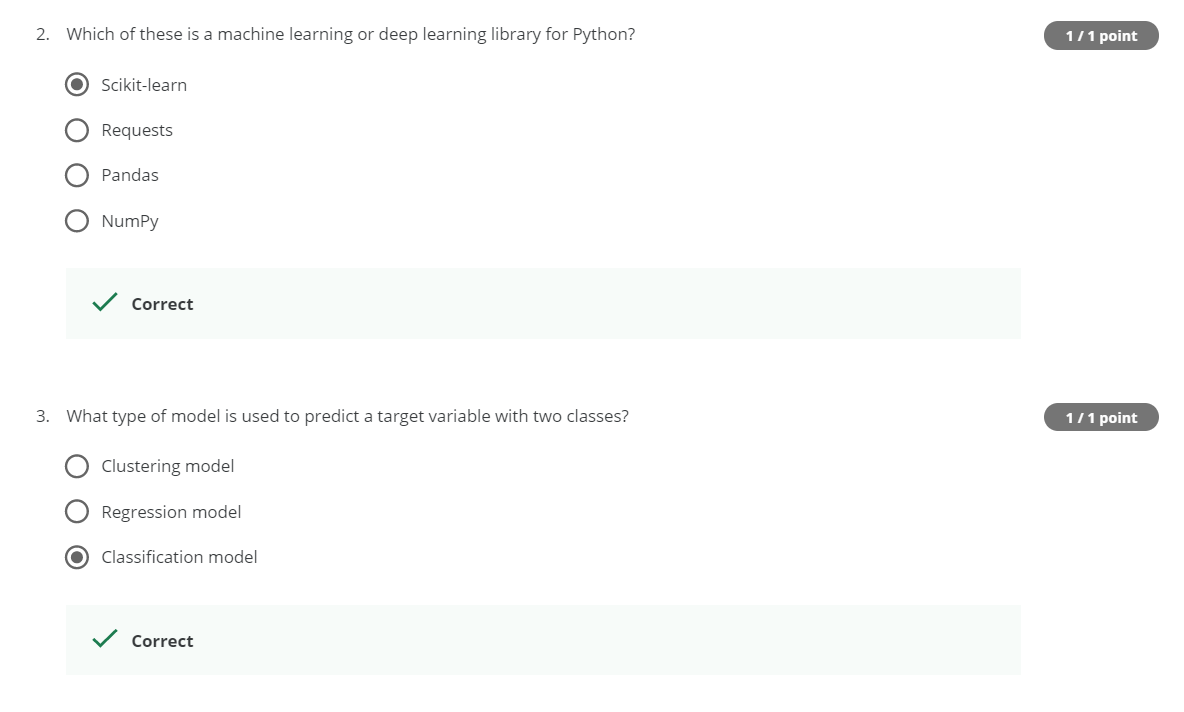 2. Which of these is a machine learning or deep learning library for Python?
1 / 1 point
Scikit-learn
Requests
Pandas
NumPy
Correct
3. What type of model is used to predict a target variable with two classes?
1 / 1 point
Clustering model
Regression model
Classification model
Correct